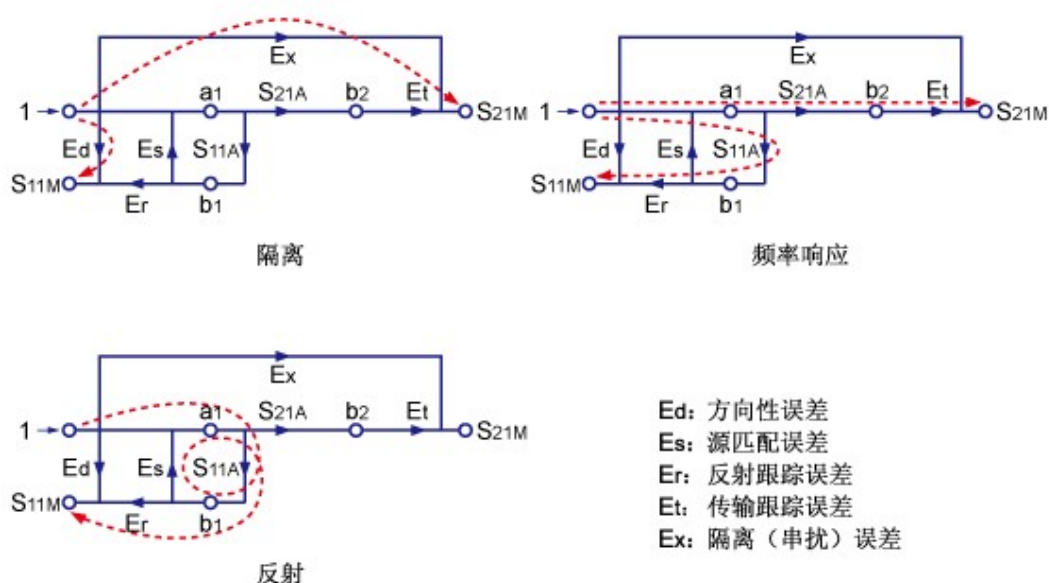 Ex
1
a1
S21A
b2
Et
S21M
Ed
Es
S11A
S11M
Er
b1
隔离
Ex
1
a1
S21A
b2
Et
S21M
Ed
Es
S11A
S11M
Er
b1
频率响应
Ex
1
a1
S21A
b2
Et
S21M
Ed
Es
S11A
S11M
Er
b1
反射
Ed: 方向性误差
Es: 源匹配误差
Er: 反射跟踪误差
Et: 传输跟踪误差
Ex: 隔离（串扰）误差